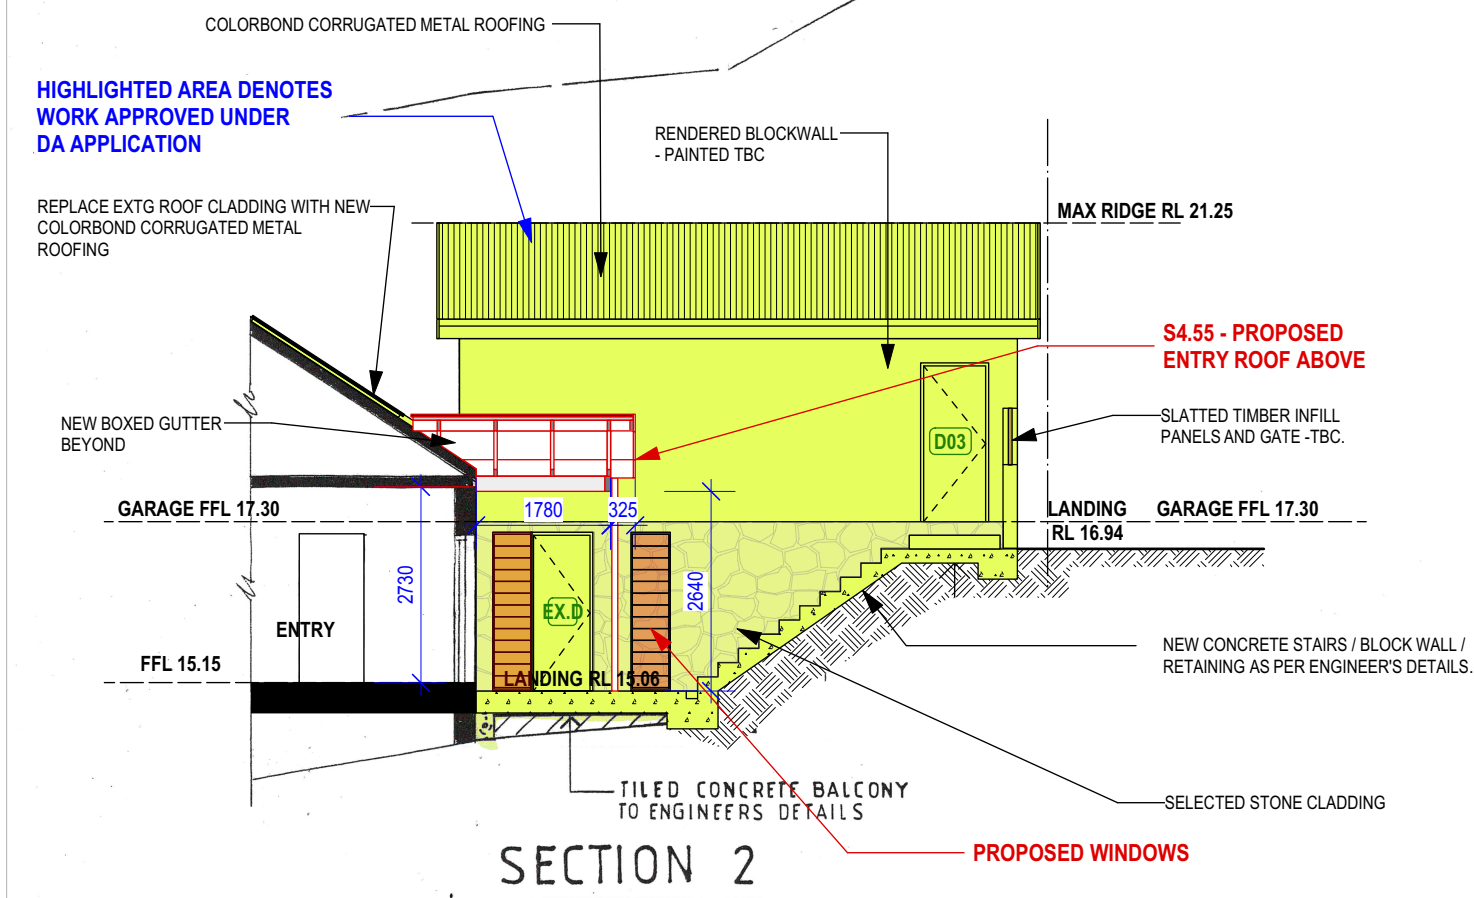 COLORBOND CORRUGATED METAL ROOFING
HIGHLIGHTED AREA DENOTES
WORK APPROVED UNDER
DA APPLICATION
RENDERED BLOCKWALL
- PAINTED TBC
REPLACE EXTG ROOF CLADDING WITH NEW
COLORBOND CORRUGATED METAL
ROOFING
MAX RIDGE RL 21.25
S4.55 - PROPOSED
ENTRY ROOF ABOVE
NEW BOXED GUTTER
BEYOND
SLATTED TIMBER INFILL
PANELS AND GATE -TBC.
D03
GARAGE FFL 17.30
1780
325
LANDING
RL 16.94
GARAGE FFL 17.30
2730
2640
EX.D
ENTRY
FFL 15.15
LANDING RL 15.06
NEW CONCRETE STAIRS / BLOCK WALL /
RETAINING AS PER ENGINEER'S DETAILS.
TILED CONCRETE BALCONY
TO ENGINEERS DETAILS
SELECTED STONE CLADDING
PROPOSED WINDOWS
SECTION 2